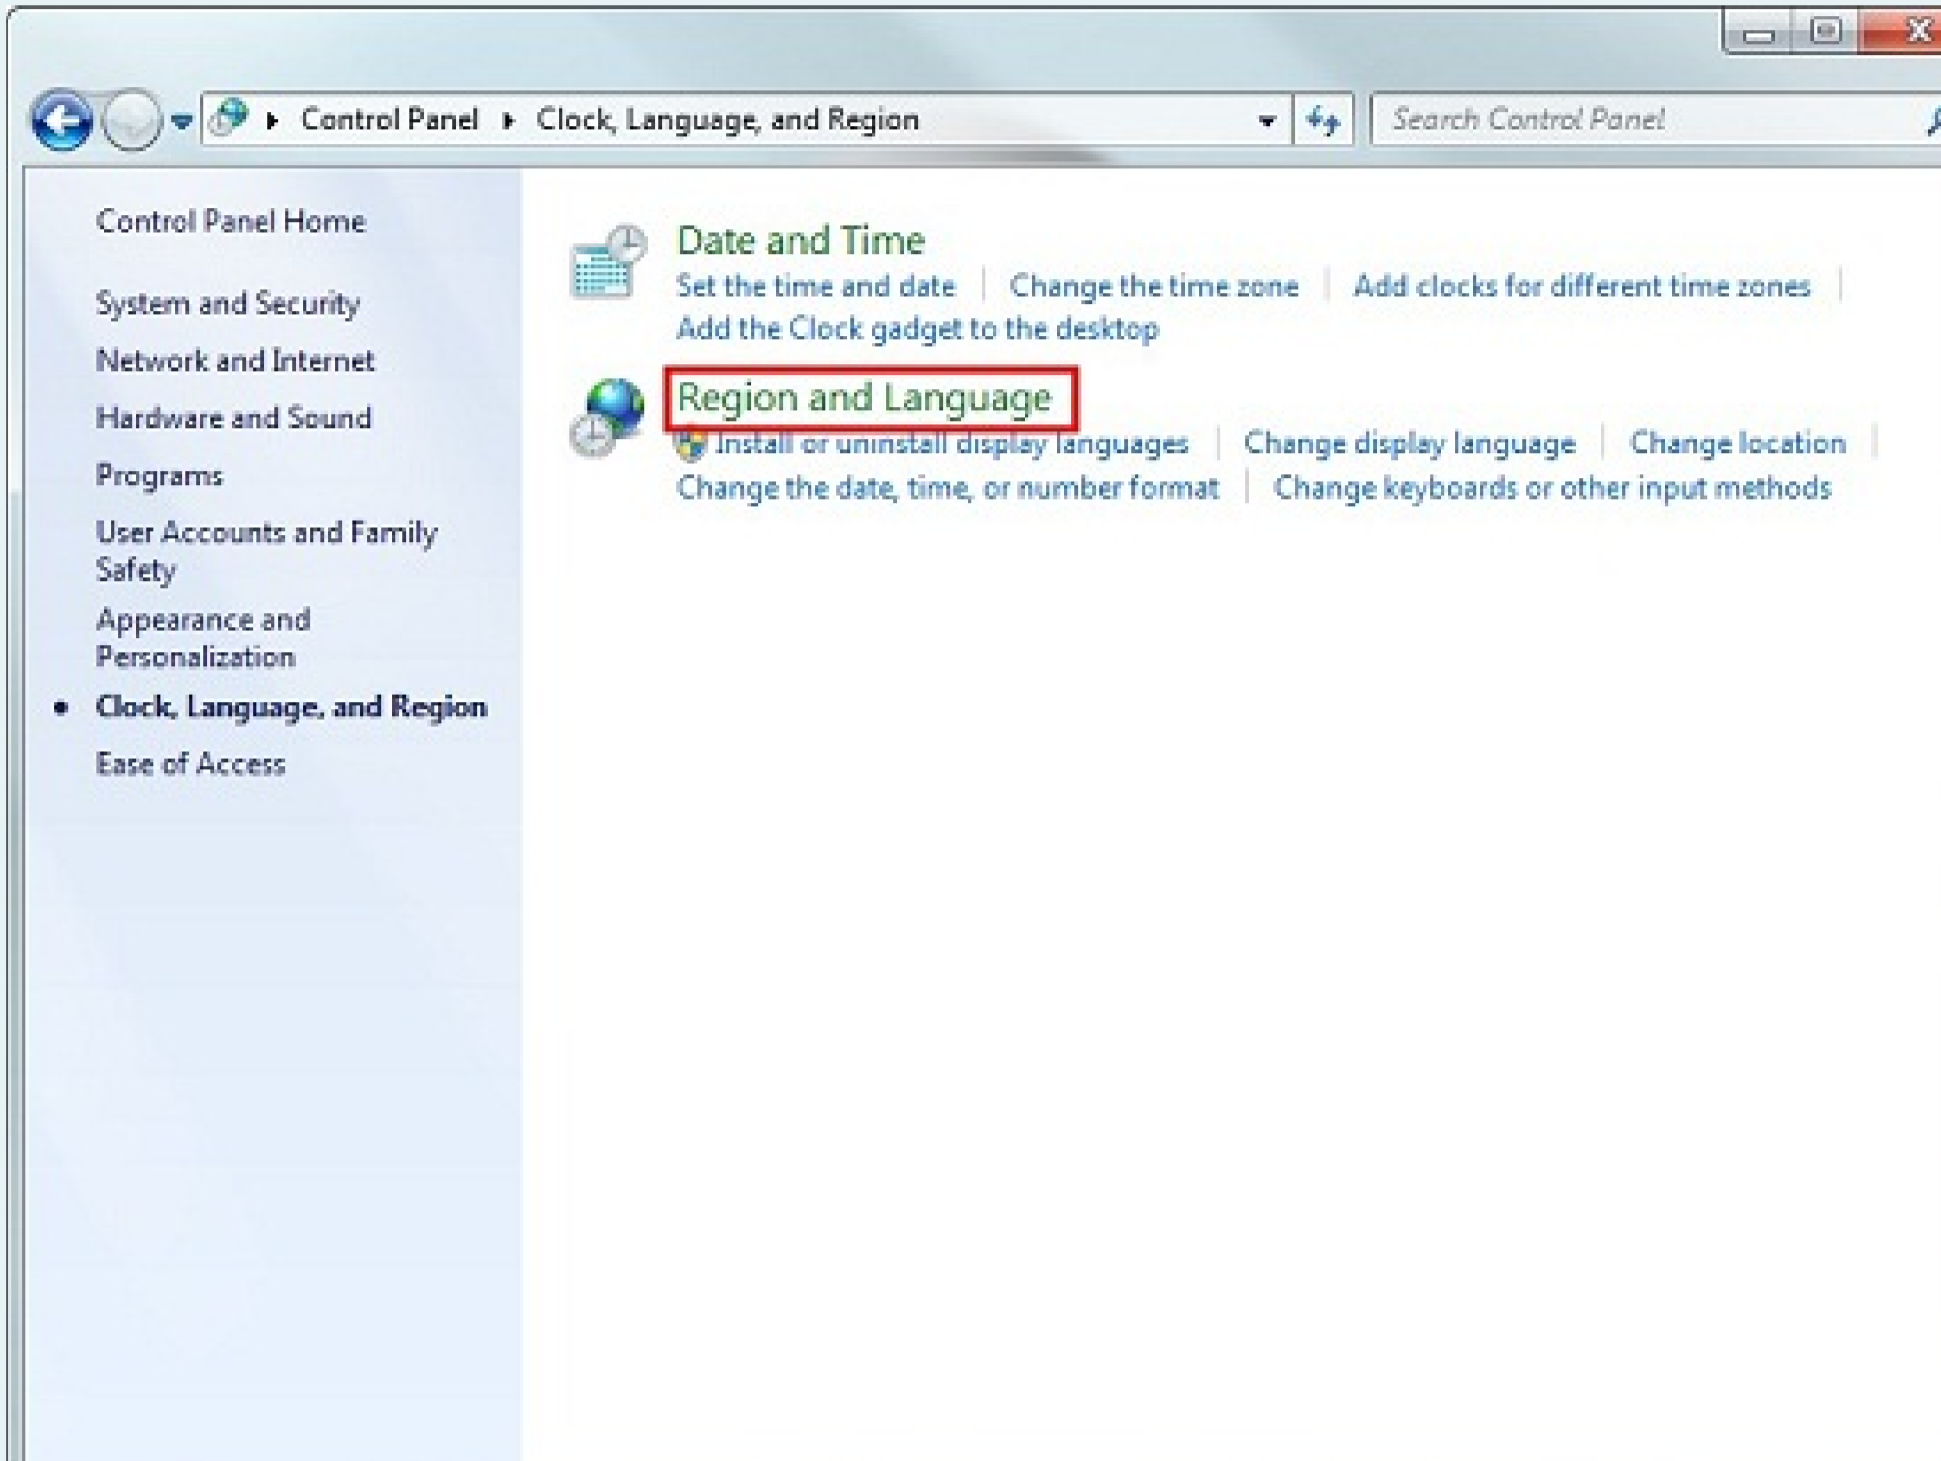 Control Panel Clock, Language, and Region Search Control Panel
Control Panel Home
System and Security
Network and Internet
Hardware and Sound
Programs
User Accounts and Family
Safety
Appearance and
Personalization
Clock, Language, and Region
Ease of Access
Date and Time
Set the time and date Change the time zone Add clocks for different time zones
Add the Clock gadget to the desktop
Region and Language
Install or uninstall display languages Change display language Change location
Change the date, time, or number format Change keyboards or other input methods